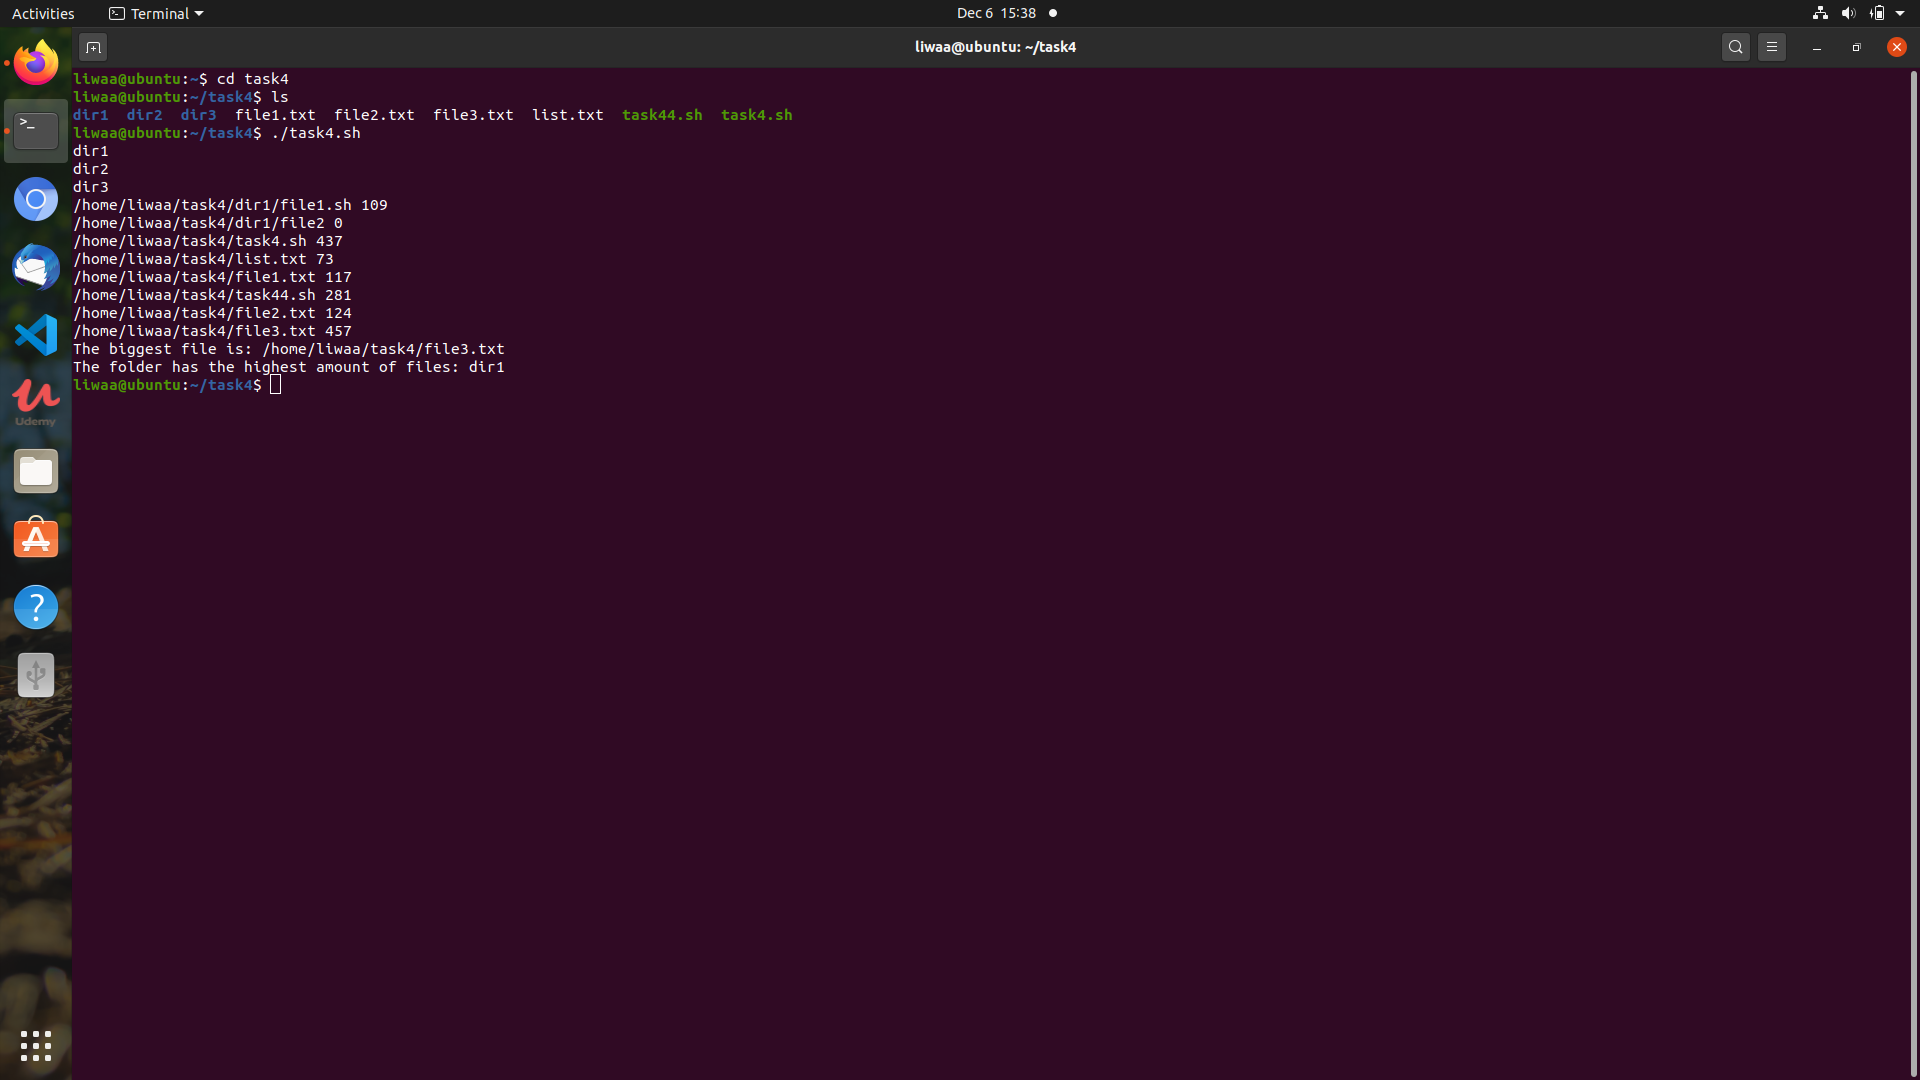 Activities Terminal Dec 6 15:38
liwaa@ubuntu: ~/task4
liwaa@ubuntu:~$ cd task4
liwaa@ubuntu:~/task4$ ls
dir1 dir2 dir3 file1.txt file2.txt file3.txt list.txt task44.sh task4.sh
liwaa@ubuntu:~/task4$ ./task4.sh
dir1
dir2
dir3
/home/liwaa/task4/dir1/file1.sh 109
/home/liwaa/task4/dir1/file2 0
/home/liwaa/task4/task4.sh 437
/home/liwaa/task4/list.txt 73
/home/liwaa/task4/file1.txt 117
/home/liwaa/task4/task44.sh 281
/home/liwaa/task4/file2.txt 124
/home/liwaa/task4/file3.txt 457
The biggest file is: /home/liwaa/task4/file3.txt
The folder has the highest amount of files: dir1
liwaa@ubuntu:~/task4$
Udemy